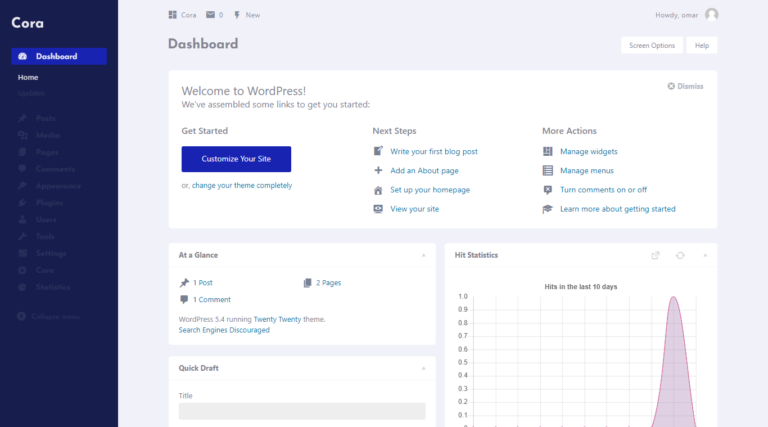 Cora
Dashboard
Home
Updates
Posts
Media
Pages
Comments
Appearance
Plugins
Users
Tools
Settings
Cora
Statistics
Collapse menu
Cora 0 New
Howdy, omar
Dashboard
Screen Options Help
Welcome to WordPress!
Dismiss
We've assembled some links to get you started:
Get Started
Customize Your Site
or, change your theme completely
Next Steps
Write your first blog post
Add an About page
Set up your homepage
View your site
More Actions
Manage widgets
Manage menus
Turn comments on or off
Learn more about getting started
At a Glance
1 Post
2 Pages
1 Comment
WordPress 5.4 running Twenty Twenty theme.
Search Engines Discouraged
Quick Draft
Title
Hit Statistics
Hits in the last 10 days
1.0
0.9
0.8
0.7
0.6
0.5
0.4
0.3
0.2
0.1